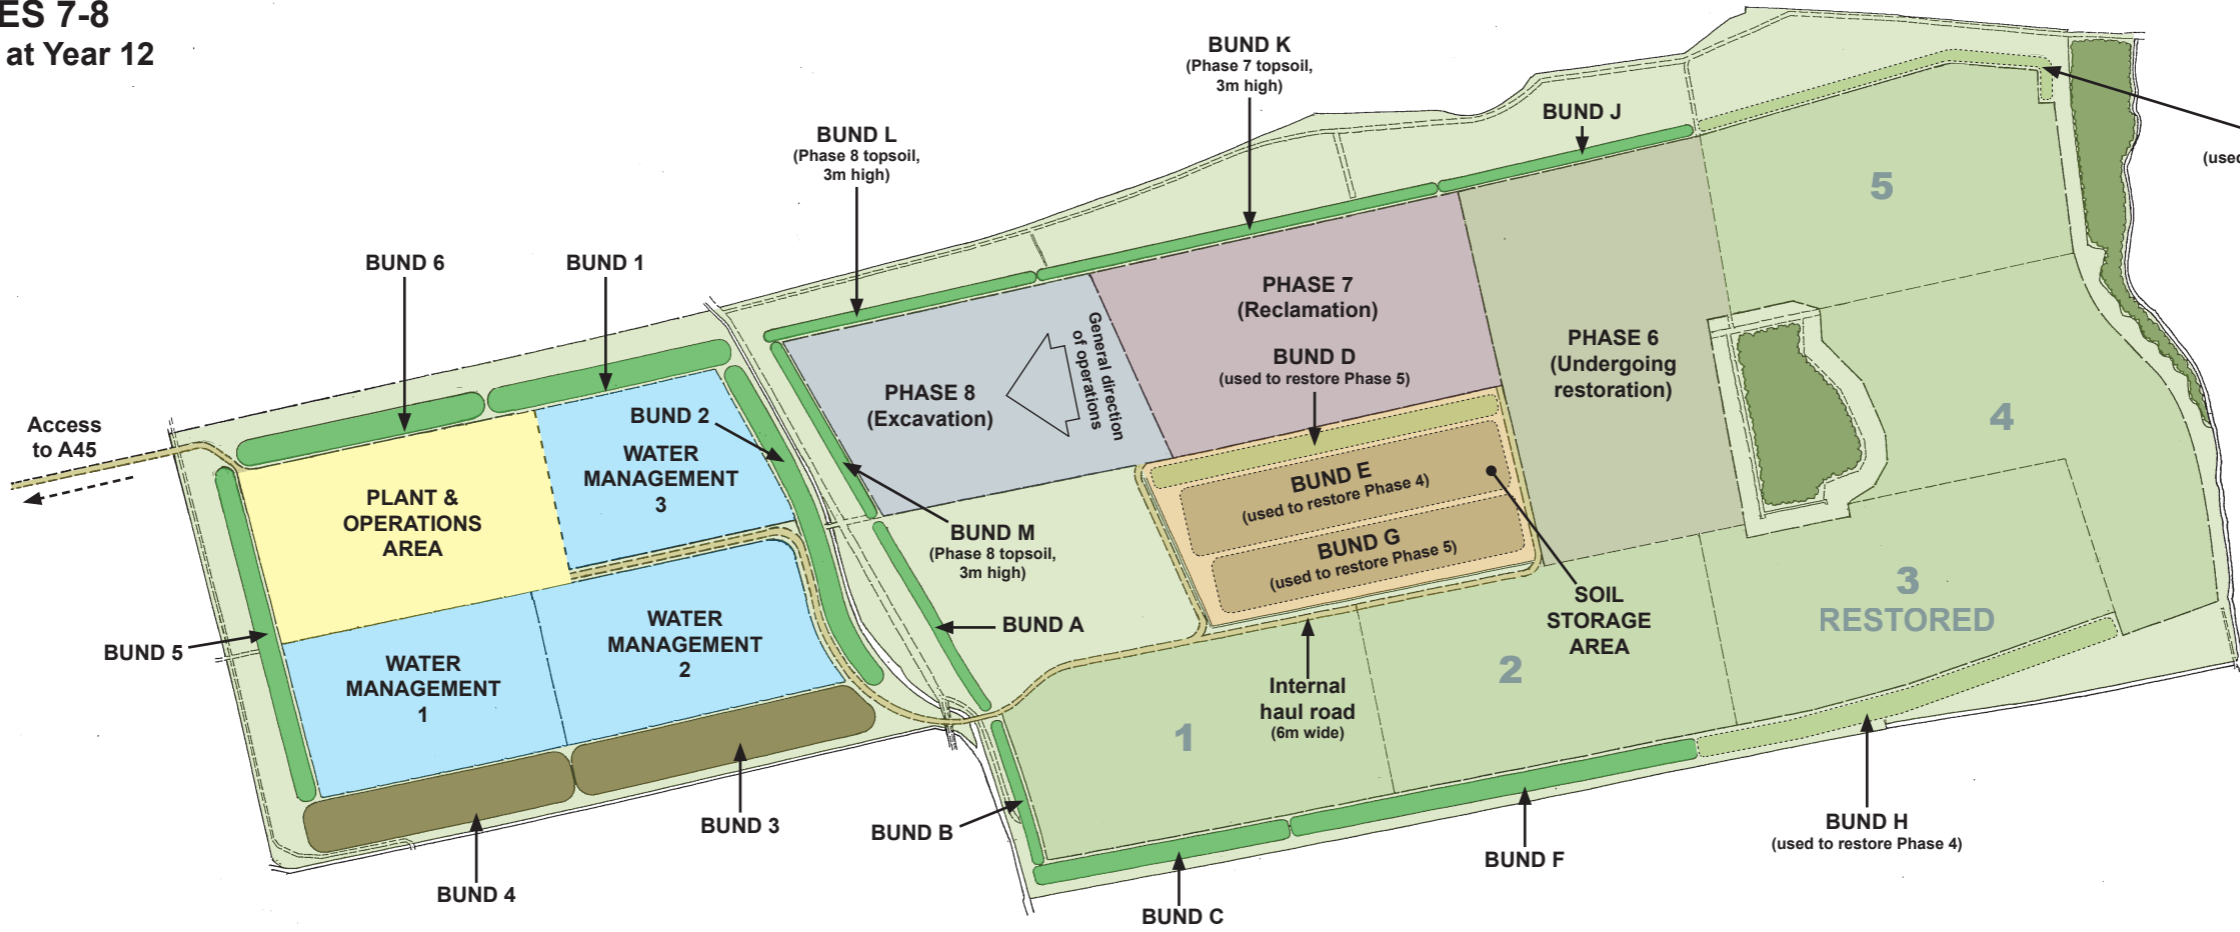 ES 7-8
at Year 12
BUND K
(Phase 7 topsoil,
3m high)
BUND J
BUND L
(Phase 8 topsoil,
3m high)
(used
BUND 6
BUND 1
5
PHASE 7
(Reclamation)
General direction
of operations
PHASE 6
(Undergoing
restoration)
BUND D
(used to restore Phase 5)
PHASE 8
(Excavation)
Access
to A45
BUND 2
WATER
MANAGEMENT
3
4
BUND E
(used to restore Phase 4)
PLANT &
OPERATIONS
AREA
BUND M
(Phase 8 topsoil,
3m high)
BUND G
(used to restore Phase 5)
SOIL
STORAGE
AREA
3
RESTORED
BUND A
WATER
MANAGEMENT
2
BUND 5
WATER
MANAGEMENT
1
2
Internal
haul road
(6m wide)
1
BUND 3
BUND B
BUND H
(used to restore Phase 4)
BUND F
BUND 4
BUND C